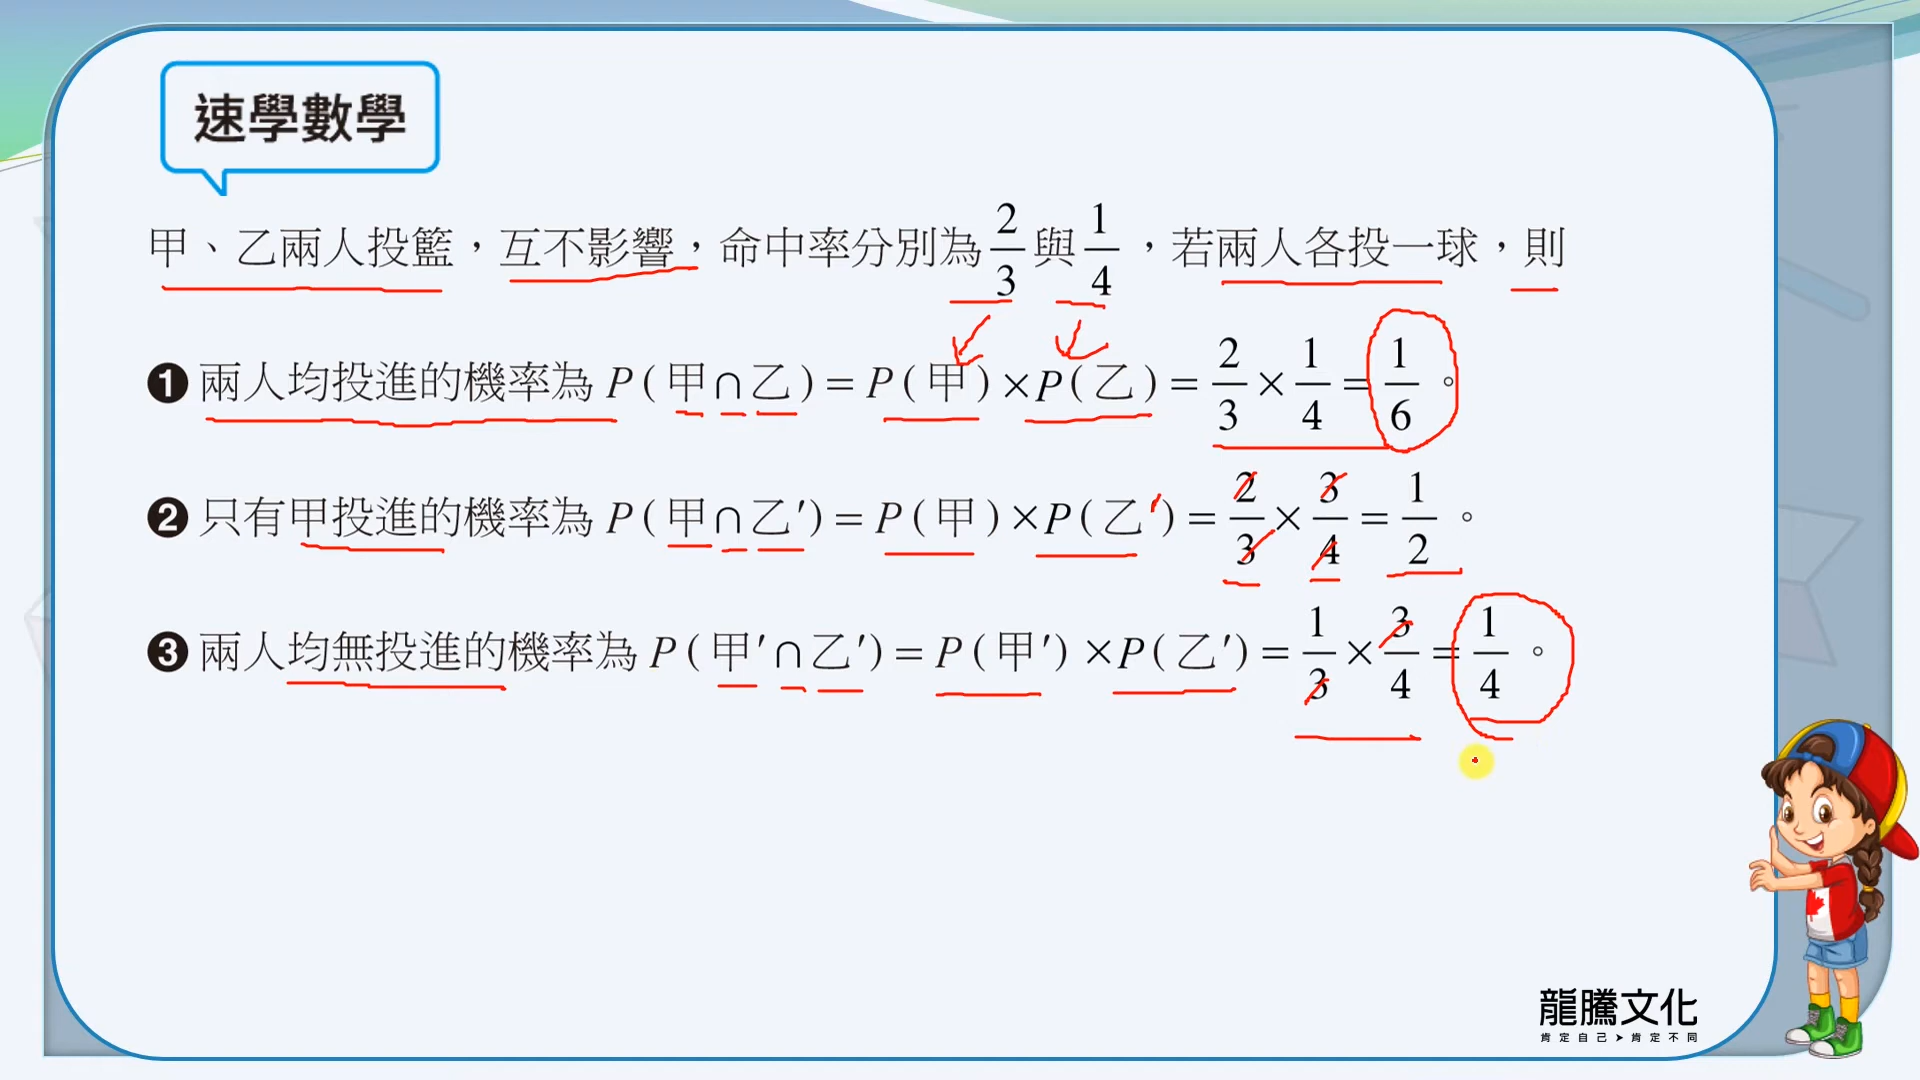 速學數學
甲、乙兩人投籃，互不影響，命中率分別為 2/3 與 1/4，若兩人各投一球，則
❶ 兩人均投進的機率為 P(甲∩乙)=P(甲)×P(乙)=2/3×1/4=1/6。
❷ 只有甲投進的機率為 P(甲∩乙′)=P(甲)×P(乙′)=2/3×3/4=1/2。
❸ 兩人均無投進的機率為 P(甲′∩乙′)=P(甲′)×P(乙′)=1/3×3/4=1/4。
龍騰文化
肯定自己➤肯定不同